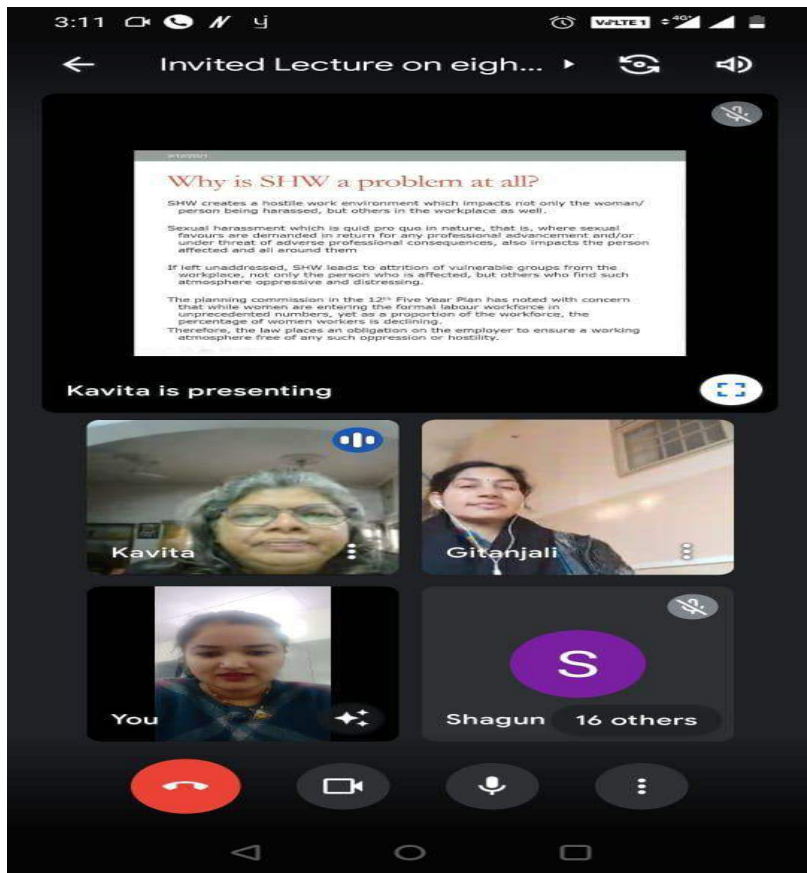 3:11
VoLTE1 4G+
Invited Lecture on eigh...
Why is SHW a problem at all?
SHW creates a hostile work environment which impacts not only the woman/
person being harassed, but others in the workplace as well.
Sexual harassment which is quid pro quo in nature, that is, where sexual
favours are demanded in return for any professional advancement and/or
under threat of adverse professional consequences, also impacts the person
affected and all around them
If left unaddressed, SHW leads to attrition of vulnerable groups from the
workplace, not only the person who is affected, but others who find such
atmosphere oppressive and distressing.
The planning commission in the 12th Five Year Plan has noted with concern
that while women are entering the formal labour workforce in
unprecedented numbers, yet as a proportion of the workforce, the
percentage of women workers is declining.
Therefore, the law places an obligation on the employer to ensure a working
atmosphere free of any such oppression or hostility.
Kavita is presenting
Kavita
Gitanjali
You
S
Shagun
16 others